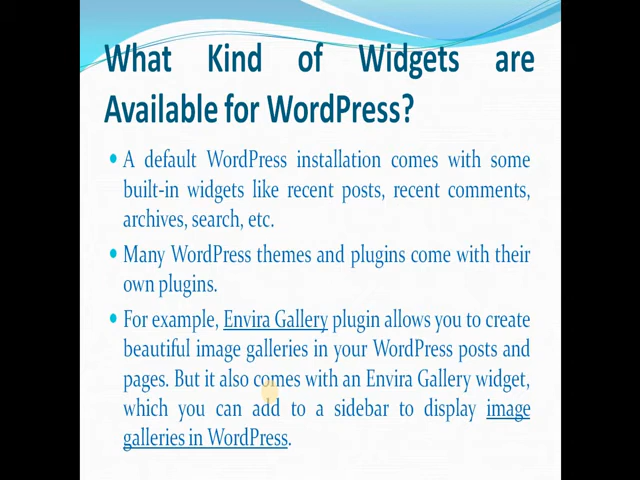 What Kind of Widgets are
Available for WordPress?
• A default WordPress installation comes with some
built-in widgets like recent posts, recent comments,
archives, search, etc.
• Many WordPress themes and plugins come with their
own plugins.
• For example, Envira Gallery plugin allows you to create
beautiful image galleries in your WordPress posts and
pages. But it also comes with an Envira Gallery widget,
which you can add to a sidebar to display image
galleries in WordPress.